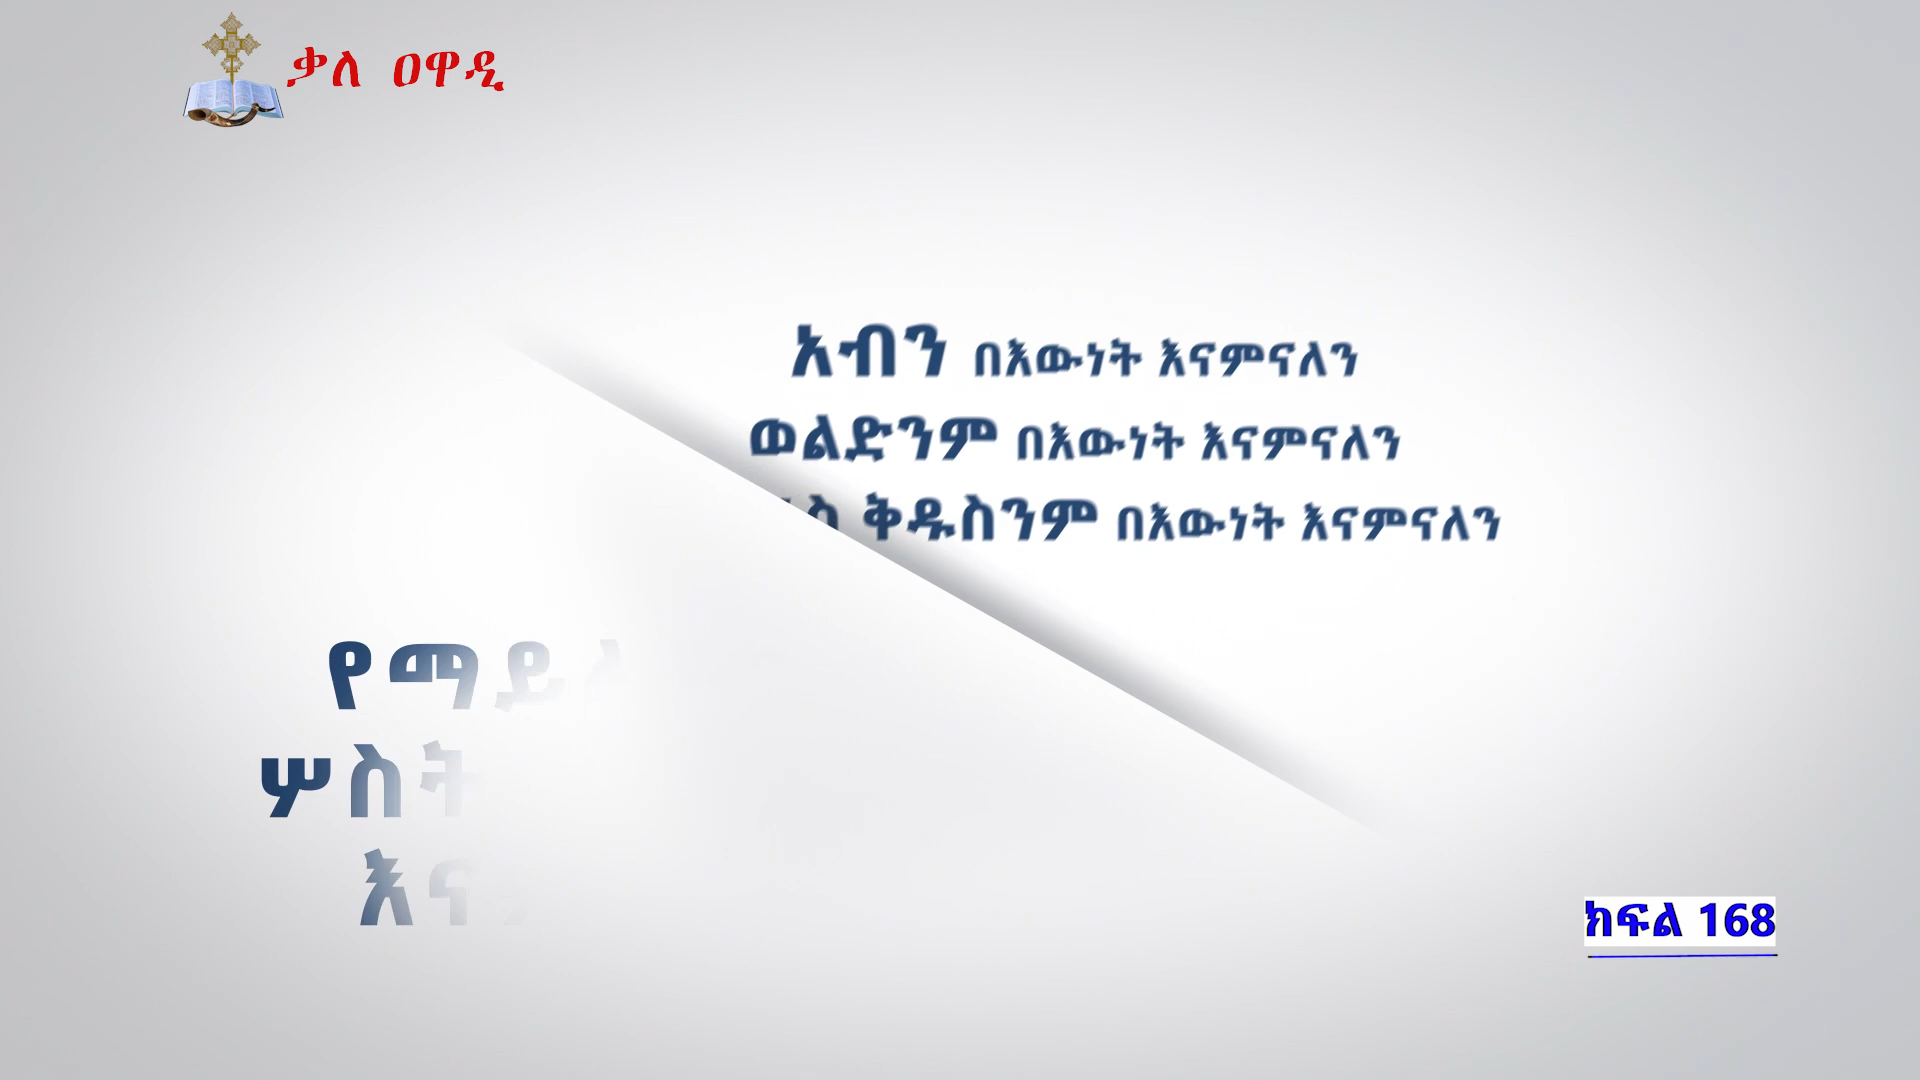 ቃለ ዐዋዲ
አብን በእውነት እናምናለን
ወልድንም በእውነት እናምናለን
ቅዱስንም በእውነት እናምናለን
ክፍል 168